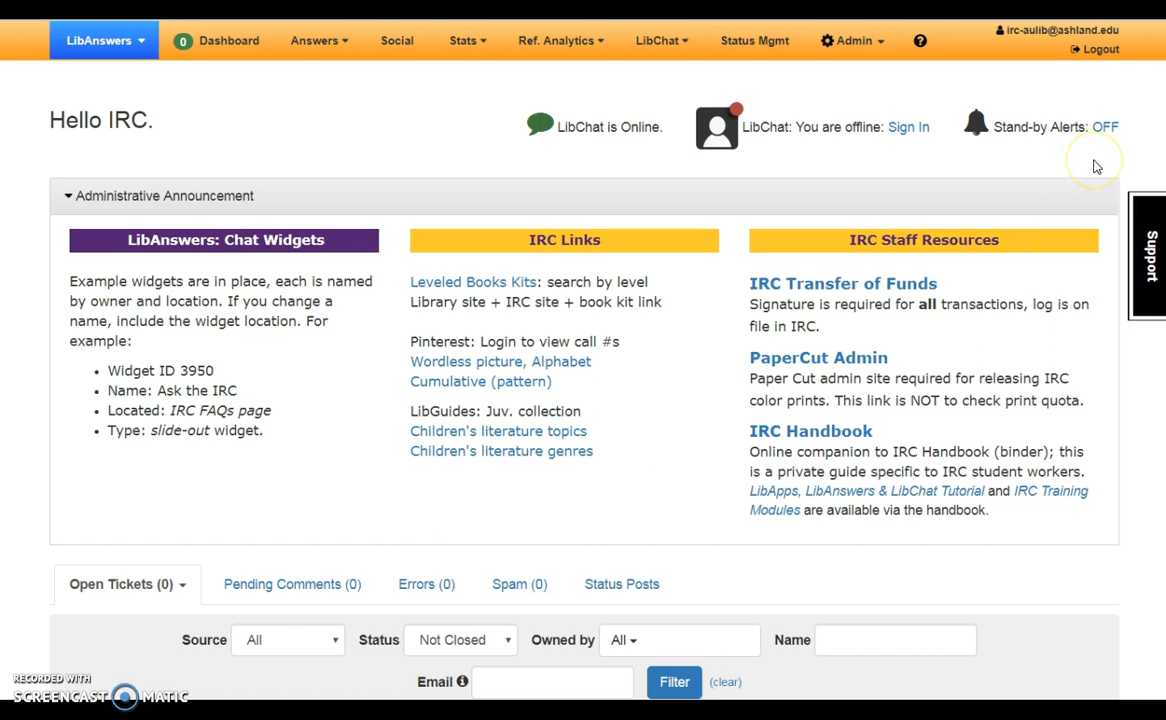 LibAnswers
0 Dashboard
Answers
Social
Stats
Ref. Analytics
LibChat
Status Mgmt
Admin
irc-aulib@ashland.edu
Logout
Hello IRC.
LibChat is Online.
LibChat: You are offline: Sign In
Stand-by Alerts: OFF
Administrative Announcement
LibAnswers: Chat Widgets
Example widgets are in place, each is named
by owner and location. If you change a
name, include the widget location. For
example:
• Widget ID 3950
• Name: Ask the IRC
• Located: IRC FAQs page
• Type: slide-out widget.
IRC Links
Leveled Books Kits: search by level
Library site + IRC site + book kit link
Pinterest: Login to view call #s
Wordless picture, Alphabet
Cumulative (pattern)
LibGuides: Juv. collection
Children's literature topics
Children's literature genres
IRC Staff Resources
IRC Transfer of Funds
Signature is required for all transactions, log is on
file in IRC.
PaperCut Admin
Paper Cut admin site required for releasing IRC
color prints. This link is NOT to check print quota.
IRC Handbook
Online companion to IRC Handbook (binder); this
is a private guide specific to IRC student workers.
LibApps, LibAnswers & LibChat Tutorial and IRC Training
Modules are available via the handbook.
Support
Open Tickets (0)
Pending Comments (0)
Errors (0)
Spam (0)
Status Posts
Source All
Status Not Closed
Owned by All
Name
Email
Filter
(clear)
RECORDED WITH
SCREENCAST MATIC